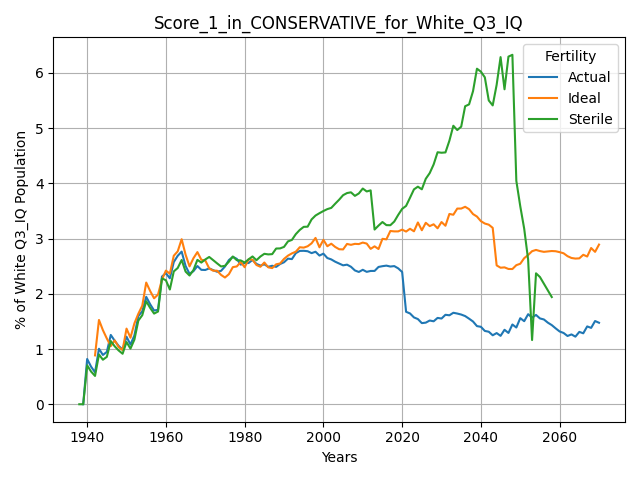 Score_1_in_CONSERVATIVE_for_White_Q3_IQ
% of White Q3_IQ Population
6
5
4
3
2
1
0
Fertility
Actual
Ideal
Sterile
1940 1960 1980 2000 2020 2040 2060
Years